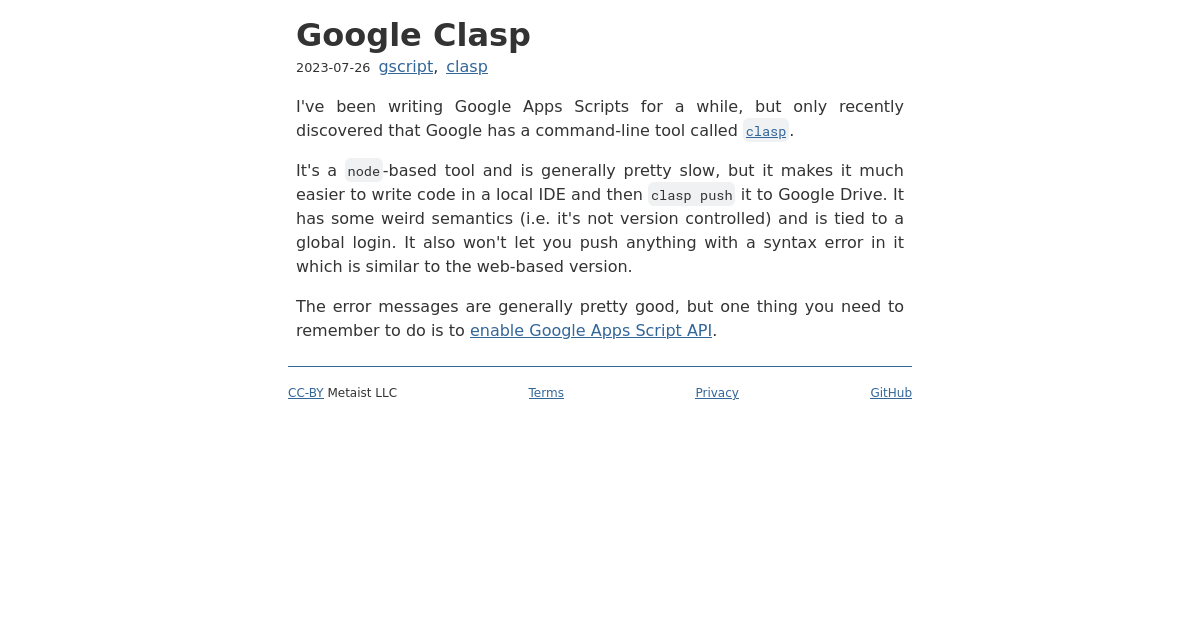 Google Clasp
2023-07-26 gscript, clasp
I've been writing Google Apps Scripts for a while, but only recently
discovered that Google has a command-line tool called clasp.
It's a node-based tool and is generally pretty slow, but it makes it much
easier to write code in a local IDE and then clasp push it to Google Drive. It
has some weird semantics (i.e. it's not version controlled) and is tied to a
global login. It also won't let you push anything with a syntax error in it
which is similar to the web-based version.
The error messages are generally pretty good, but one thing you need to
remember to do is to enable Google Apps Script API.
CC-BY Metaist LLC Terms Privacy GitHub